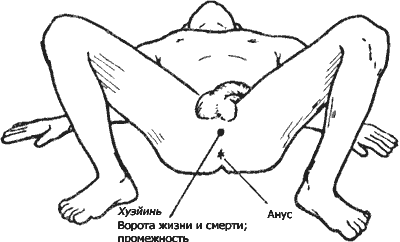 Хуэйинь
Ворота жизни и смерти;
промежность
Анус